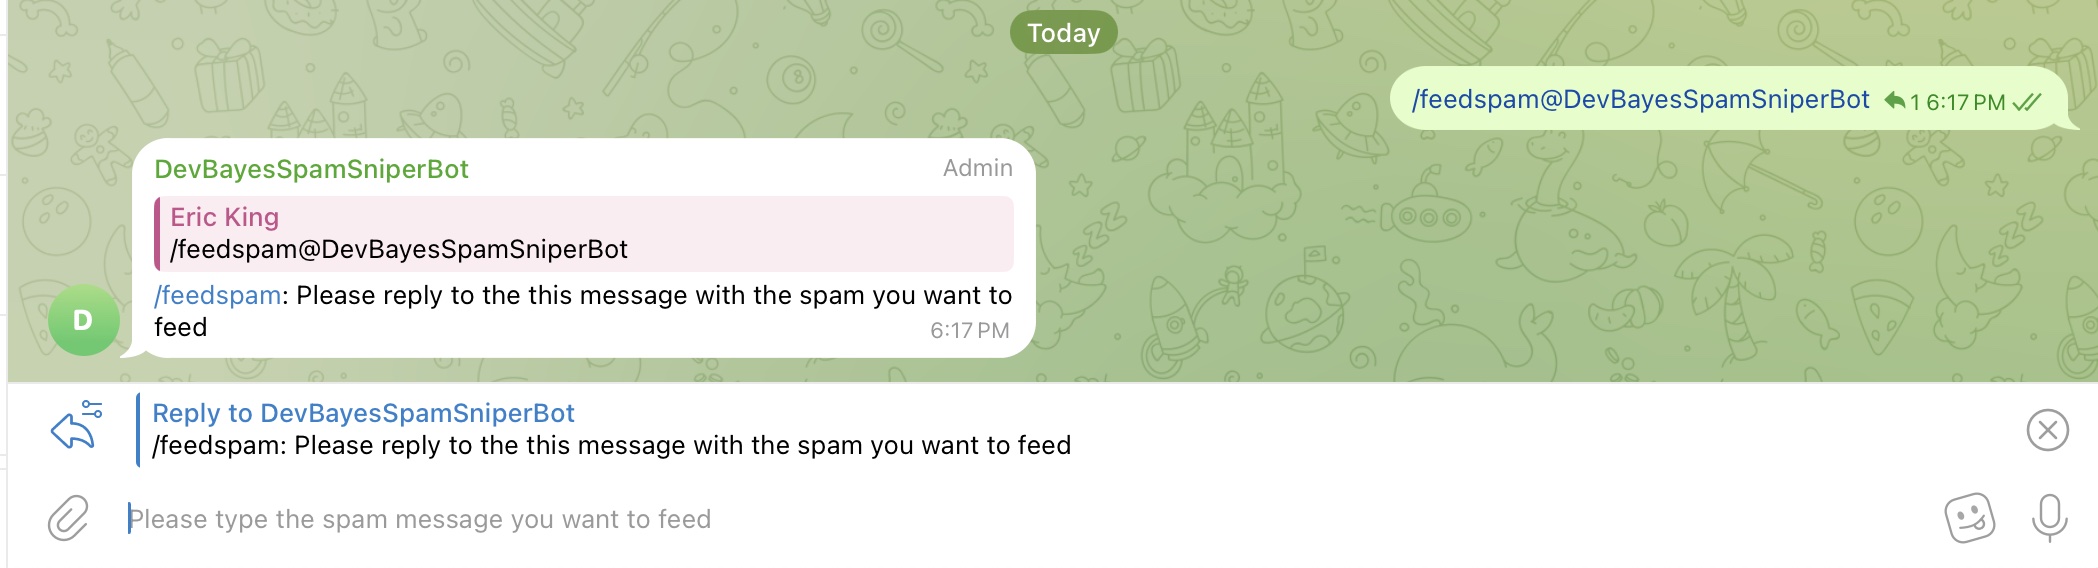 Today
/feedspam@DevBayesSpamSniperBot 1 6:17 PM
DevBayesSpamSniperBot Admin
Eric King
/feedspam@DevBayesSpamSniperBot
/feedspam: Please reply to the this message with the spam you want to
feed 6:17 PM
D
Reply to DevBayesSpamSniperBot
/feedspam: Please reply to the this message with the spam you want to feed
Please type the spam message you want to feed